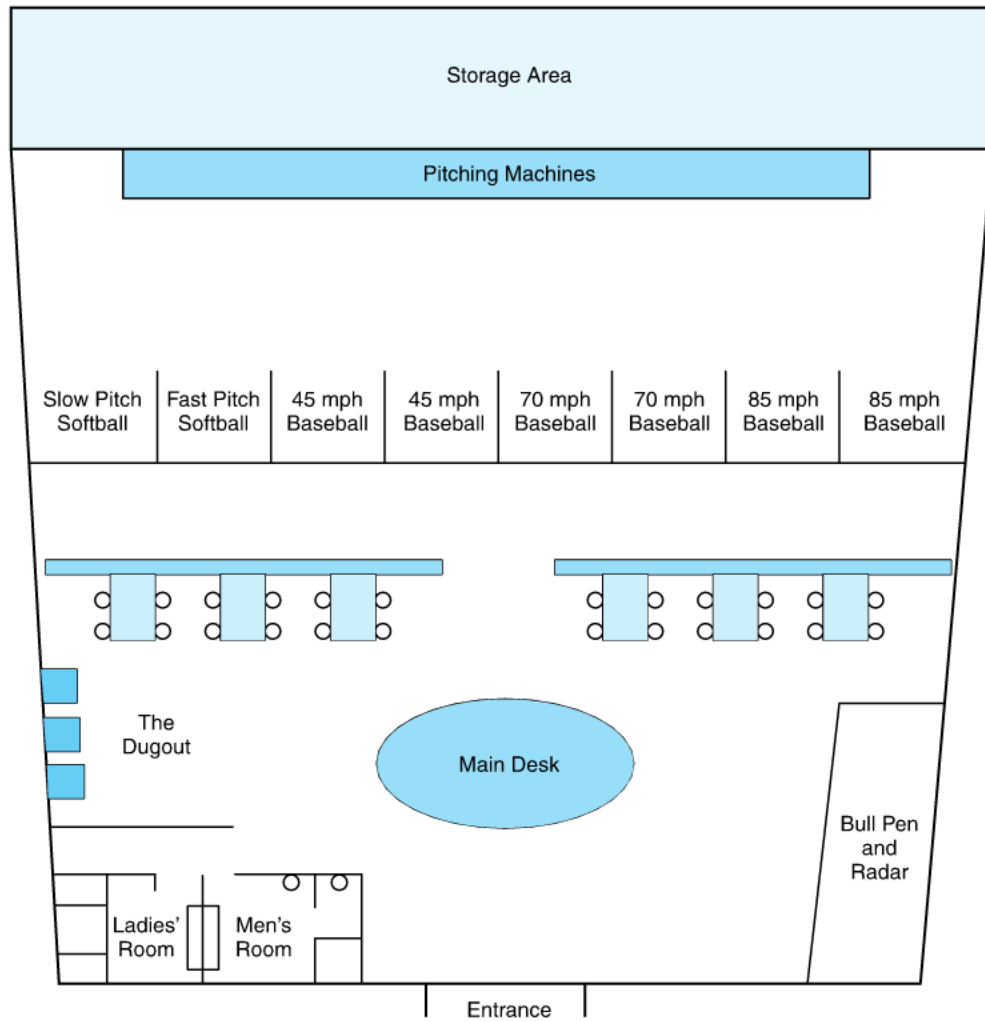 Storage Area
Pitching Machines
Slow Pitch
Softball
Fast Pitch
Softball
45 mph
Baseball
45 mph
Baseball
70 mph
Baseball
70 mph
Baseball
85 mph
Baseball
85 mph
Baseball
The
Dugout
Main Desk
Bull Pen
and
Radar
Ladies’
Room
Men’s
Room
Entrance